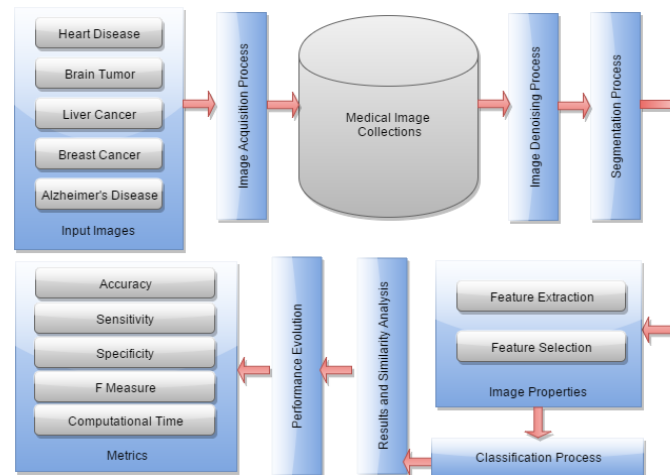 Heart Disease
Brain Tumor
Liver Cancer
Breast Cancer
Alzheimer's Disease
Input Images
Image Acquisition Process
Medical Image
Collections
Image Denoising Process
Segmentation Process
Feature Extraction
Feature Selection
Image Properties
Classification Process
Results and Similarity Analysis
Performance Evolution
Accuracy
Sensitivity
Specificity
F Measure
Computational Time
Metrics